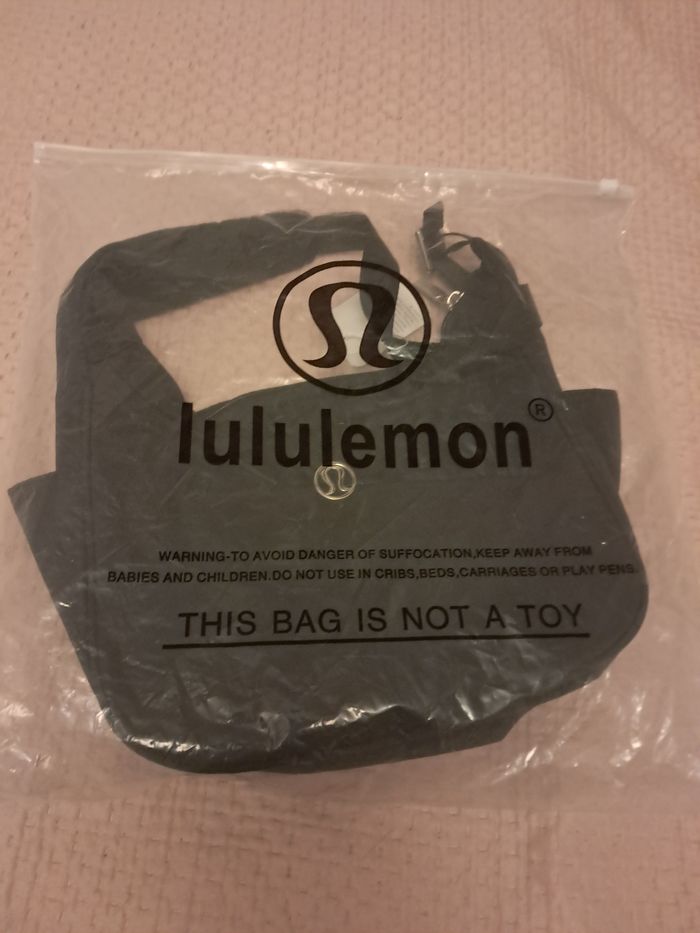 lululemon®
WARNING-TO AVOID DANGER OF SUFFOCATION,KEEP AWAY FROM
BABIES AND CHILDREN.DO NOT USE IN CRIBS,BEDS,CARRIAGES OR PLAY PENS.
THIS BAG IS NOT A TOY